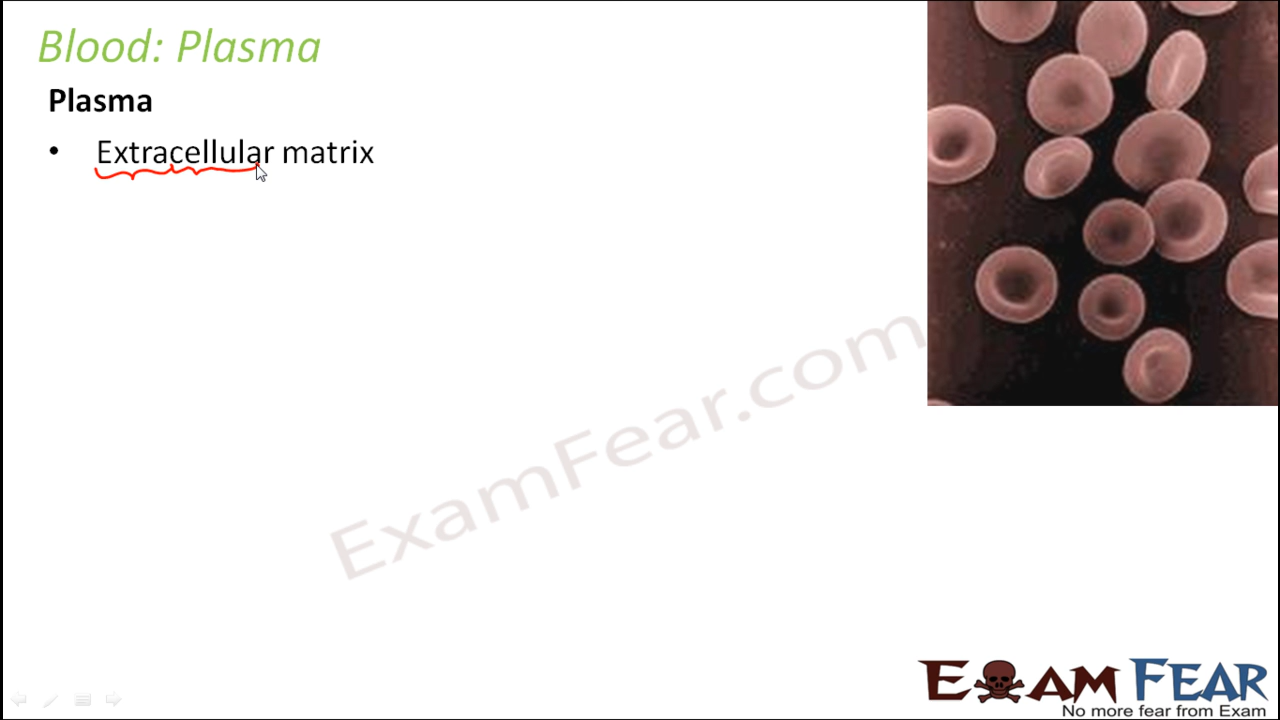 Blood: Plasma
Plasma
• Extracellular matrix
ExamFear.com
EXAM FEAR
No more fear from Exam